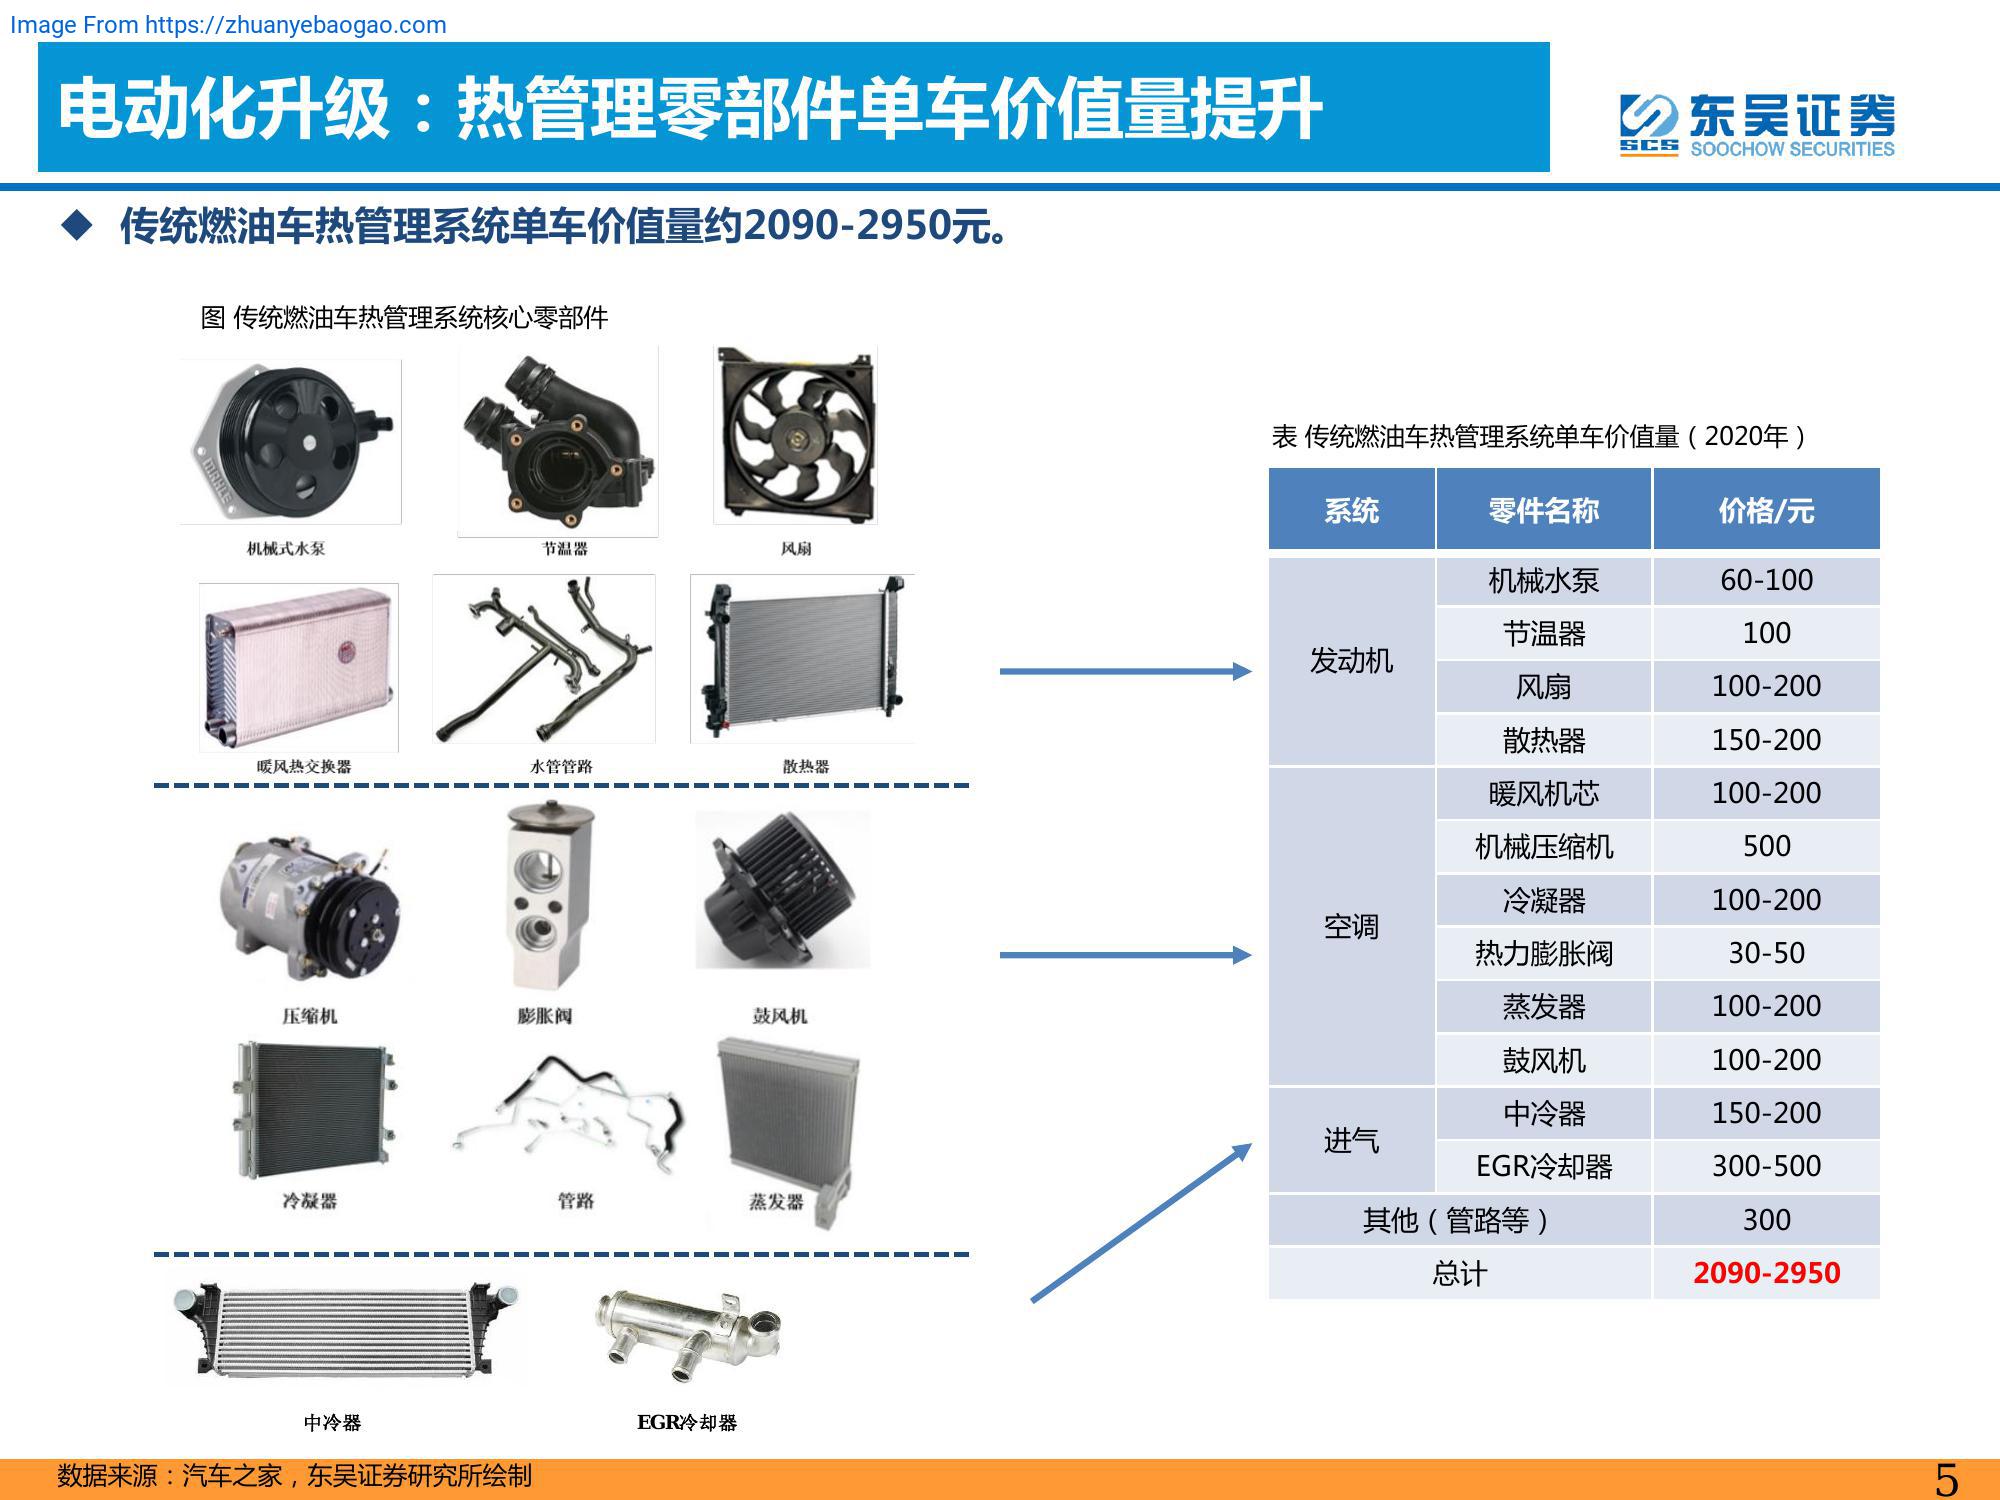 Image From https://zhuanyebaogao.com
电动化升级：热管理零部件单车价值量提升
SCS
东吴证券
SOOCHOW SECURITIES
◆ 传统燃油车热管理系统单车价值量约2090-2950元。
图 传统燃油车热管理系统核心零部件
MAHLE
机械式水泵 节温器 风扇
暖风热交换器 水管管路 散热器
压缩机 膨胀阀 鼓风机
冷凝器 管路 蒸发器
中冷器 EGR冷却器
表 传统燃油车热管理系统单车价值量（2020年）
系统 零件名称 价格/元
发动机
机械水泵 60-100
节温器 100
风扇 100-200
散热器 150-200
空调
暖风机芯 100-200
机械压缩机 500
冷凝器 100-200
热力膨胀阀 30-50
蒸发器 100-200
鼓风机 100-200
进气
中冷器 150-200
EGR冷却器 300-500
其他（管路等） 300
总计 2090-2950
数据来源：汽车之家，东吴证券研究所绘制
5